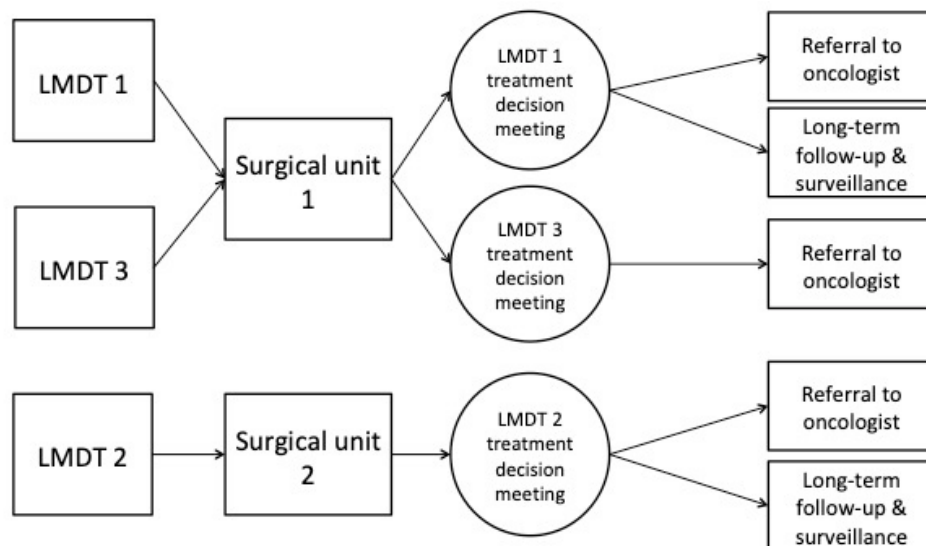 LMDT 1
LMDT 3
Surgical unit
1
LMDT 1
treatment
decision
meeting
LMDT 3
treatment
decision
meeting
Referral to
oncologist
Long-term
follow-up &
surveillance
Referral to
oncologist
LMDT 2
Surgical unit
2
LMDT 2
treatment
decision
meeting
Referral to
oncologist
Long-term
follow-up &
surveillance